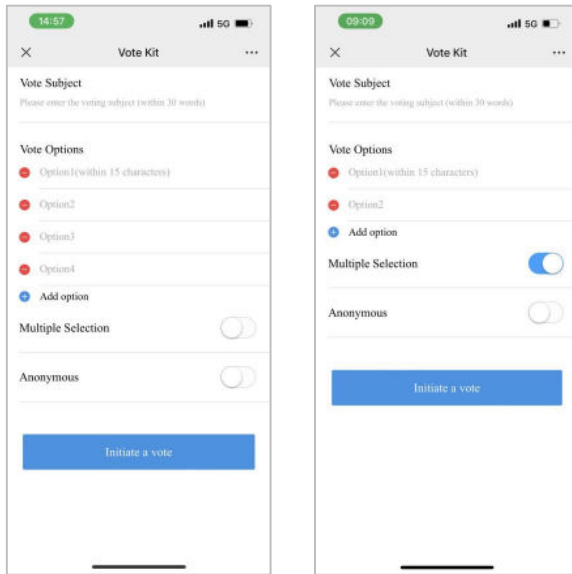 14:57
5G
Vote Kit
Vote Subject
Please enter the voting subject (within 30 words)
Vote Options
Option1(within 15 characters)
Option2
Option3
Option4
Add option
Multiple Selection
Anonymous
Initiate a vote
09:09
5G
Vote Kit
Vote Subject
Please enter the voting subject (within 30 words)
Vote Options
Option1(within 15 characters)
Option2
Add option
Multiple Selection
Anonymous
Initiate a vote